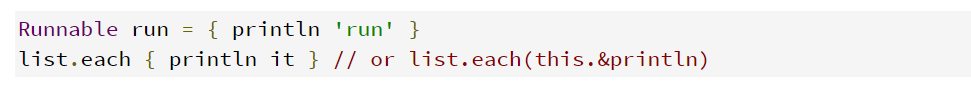 Runnable run = { println 'run' }
list.each { println it } // or list.each(this.&println)